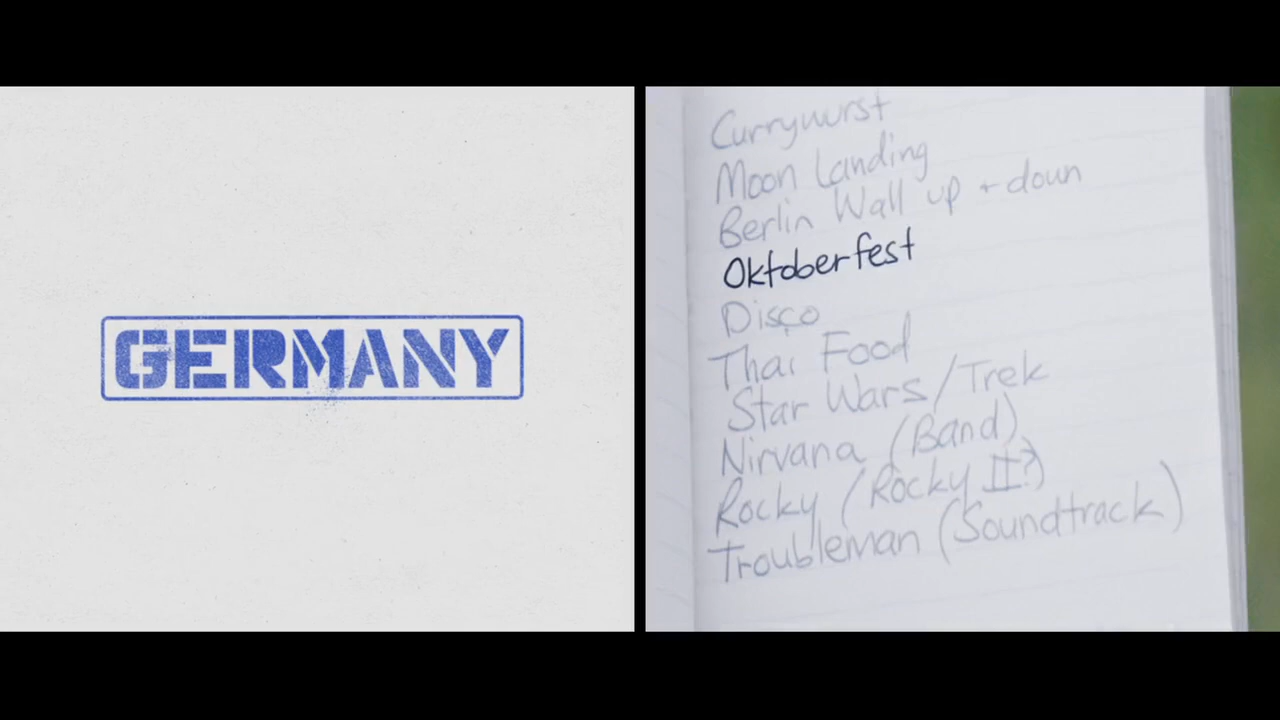 GERMANY
Currywurst
Moon Landing
Berlin Wall up + down
Oktoberfest
Disco
Thai Food
Star Wars/Trek
Nirvana (Band)
Rocky (Rocky II?)
Troubleman (Soundtrack)